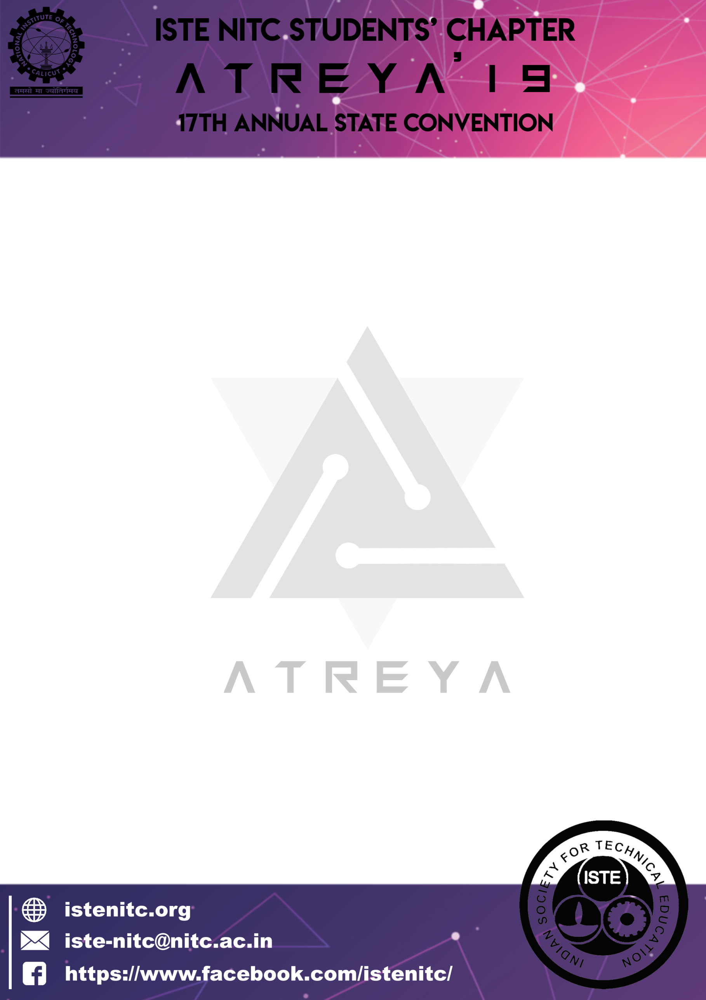 NATIONAL INSTITUTE OF TECHNOLOGY
• CALICUT •
तमसो मा ज्योतिर्गमय
ISTE NITC STUDENTS’ CHAPTER
ATREYA’19
17TH ANNUAL STATE CONVENTION
ATREYA
istenitc.org
iste-nitc@nitc.ac.in
https://www.facebook.com/istenitc/
INDIAN SOCIETY FOR TECHNICAL EDUCATION
ISTE